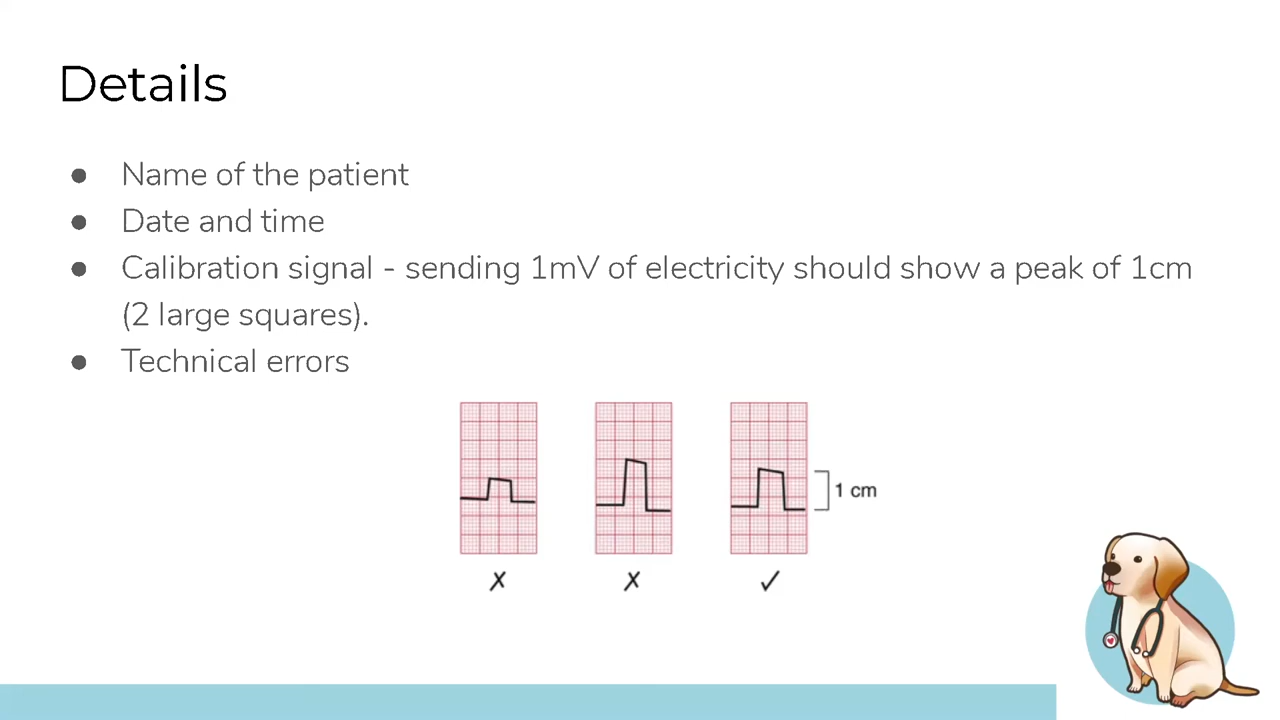 Details
● Name of the patient
● Date and time
● Calibration signal - sending 1mV of electricity should show a peak of 1cm
(2 large squares).
● Technical errors
1 cm
✗ ✗ ✓